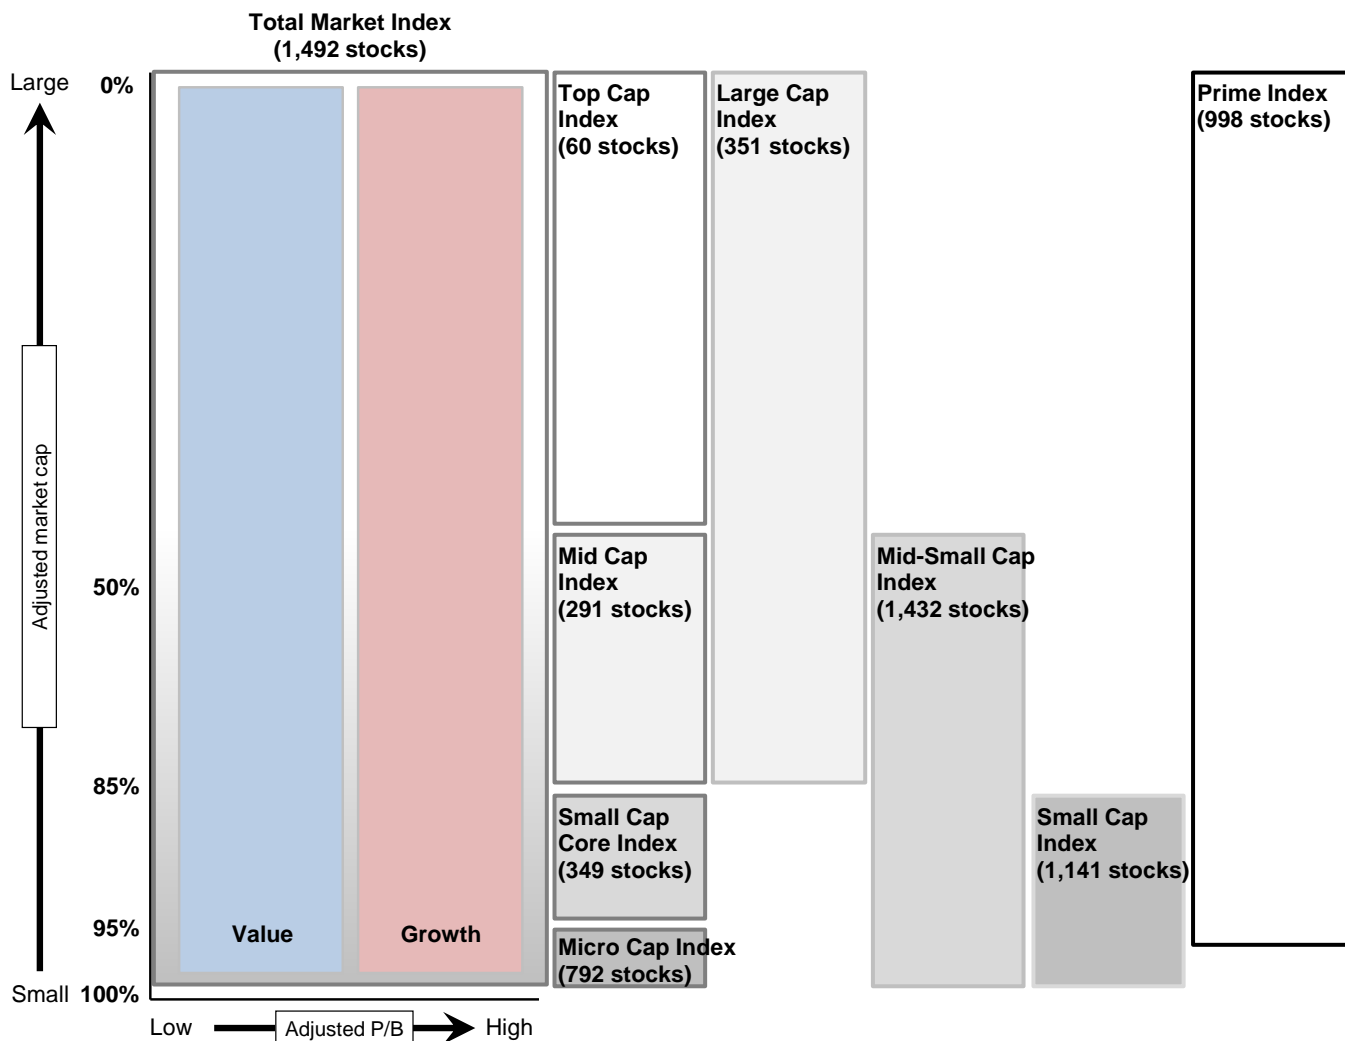 Total Market Index
(1,492 stocks)
Large
0%
Top Cap
Index
(60 stocks)
Large Cap
Index
(351 stocks)
Prime Index
(998 stocks)
Adjusted market cap
50%
Mid Cap
Index
(291 stocks)
Mid-Small Cap
Index
(1,432 stocks)
85%
Small Cap
Core Index
(349 stocks)
Small Cap
Index
(1,141 stocks)
95%
Value
Growth
Micro Cap Index
(792 stocks)
Small
100%
Low
Adjusted P/B
High